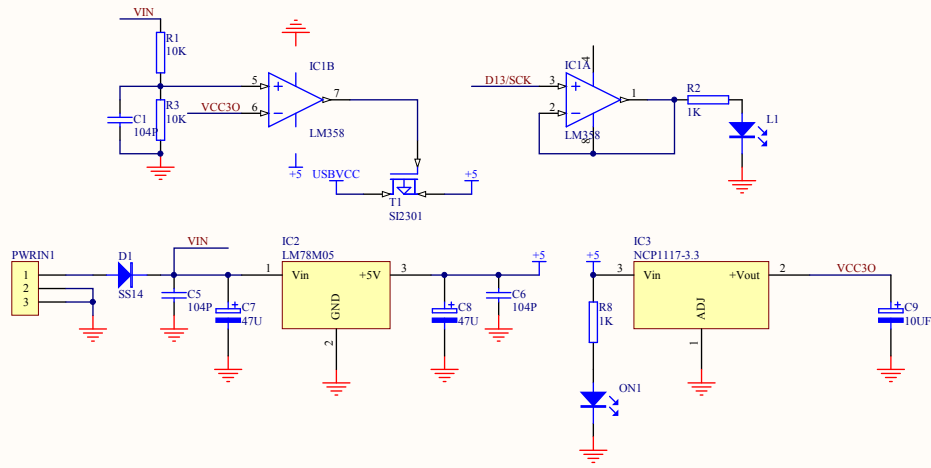 VIN
R1
10K
R3
10K
C1
104P
VCC3O
5
6
7
IC1B
LM358
+5
USBVCC
T1
SI2301
+5
D13/SCK
3
2
1
4
8
IC1A
LM358
R2
1K
L1
PWRIN1
1
2
3
D1
SS14
VIN
C5
104P
C7
47U
IC2
LM78M05
1
Vin
+5V
3
GND
2
C8
47U
C6
104P
+5
+5
R8
1K
ON1
IC3
NCP1117-3.3
3
Vin
+Vout
2
ADJ
1
VCC3O
C9
10UF